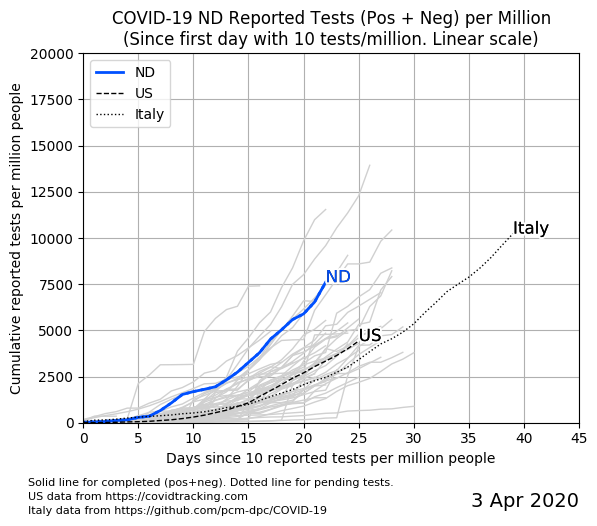 COVID-19 ND Reported Tests (Pos + Neg) per Million
(Since first day with 10 tests/million. Linear scale)
Cumulative reported tests per million people
20000
17500
15000
12500
10000
7500
5000
2500
0
ND
US
Italy
Italy
ND
US
0 5 10 15 20 25 30 35 40 45
Days since 10 reported tests per million people
Solid line for completed (pos+neg). Dotted line for pending tests.
US data from https://covidtracking.com
Italy data from https://github.com/pcm-dpc/COVID-19
3 Apr 2020